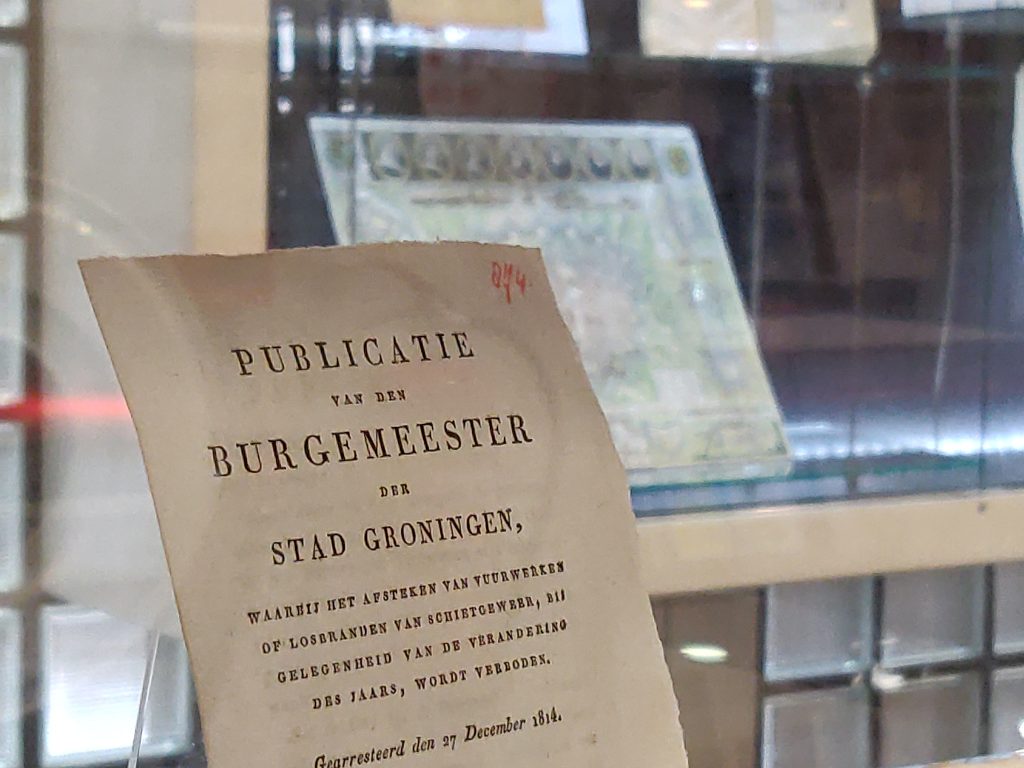 274.
PUBLICATIE
VAN DEN
BURGEMEESTER
DER
STAD GRONINGEN,
WAARBIJ HET AFSTEKEN VAN VUURWERKEN
OF LOSBRANDEN VAN SCHIETGEWEER, BIJ
GELEGENHEID VAN DE VERANDERING
DES JAARS, WORDT VERBODEN.
Gearresteerd den 27 December 1814.